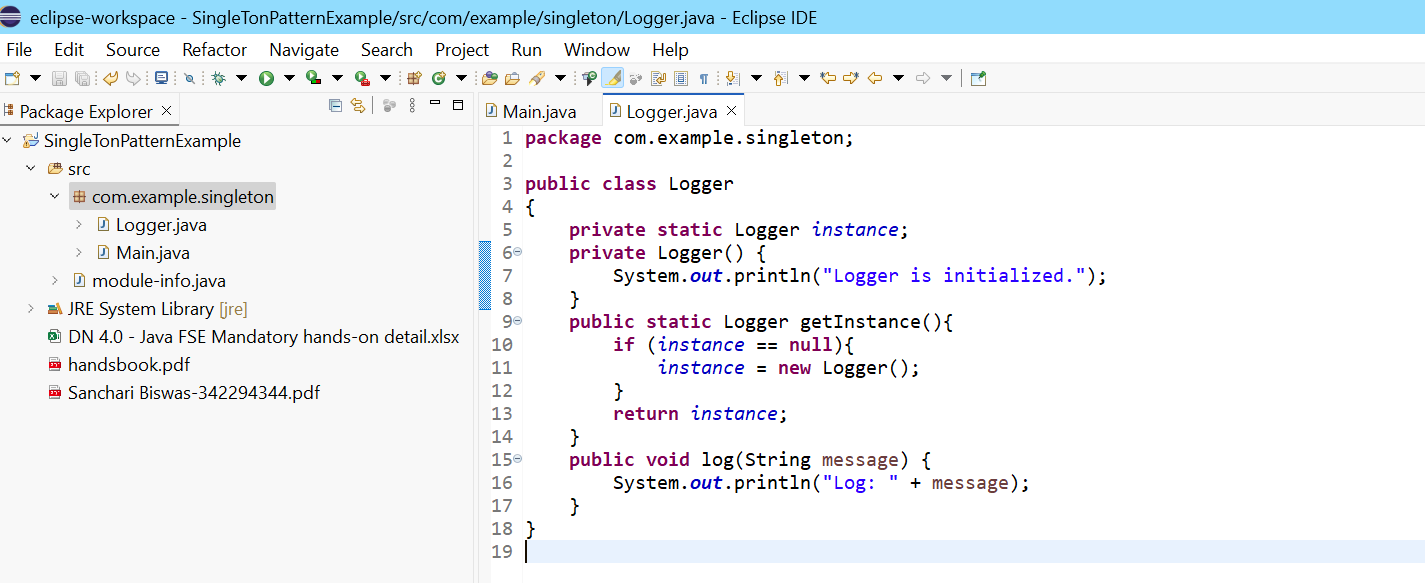 eclipse-workspace - SingleTonPatternExample/src/com/example/singleton/Logger.java - Eclipse IDE
File Edit Source Refactor Navigate Search Project Run Window Help
Package Explorer
SingleTonPatternExample
src
com.example.singleton
Logger.java
Main.java
module-info.java
JRE System Library [jre]
DN 4.0 - Java FSE Mandatory hands-on detail.xlsx
handsbook.pdf
Sanchari Biswas-342294344.pdf
Main.java Logger.java
1 package com.example.singleton;
2
3 public class Logger
4 {
5     private static Logger instance;
6     private Logger() {
7         System.out.println("Logger is initialized.");
8     }
9     public static Logger getInstance(){
10         if (instance == null){
11             instance = new Logger();
12         }
13         return instance;
14     }
15     public void log(String message) {
16         System.out.println("Log: " + message);
17     }
18 }
19